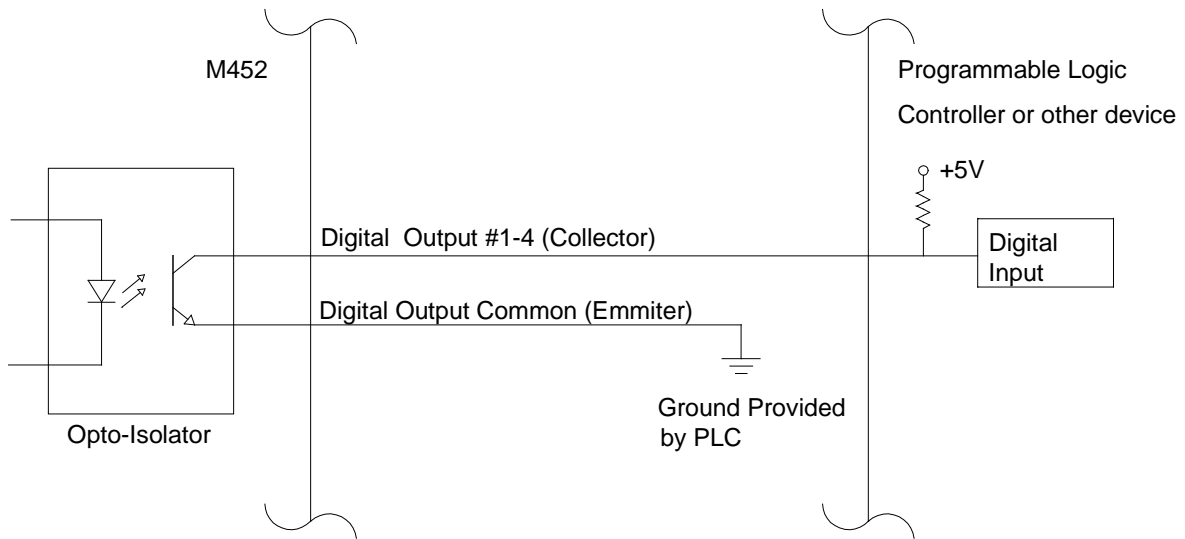 M452
Programmable Logic
Controller or other device
+5V
Digital Output #1-4 (Collector)
Digital
Input
Digital Output Common (Emmiter)
Ground Provided
by PLC
Opto-Isolator